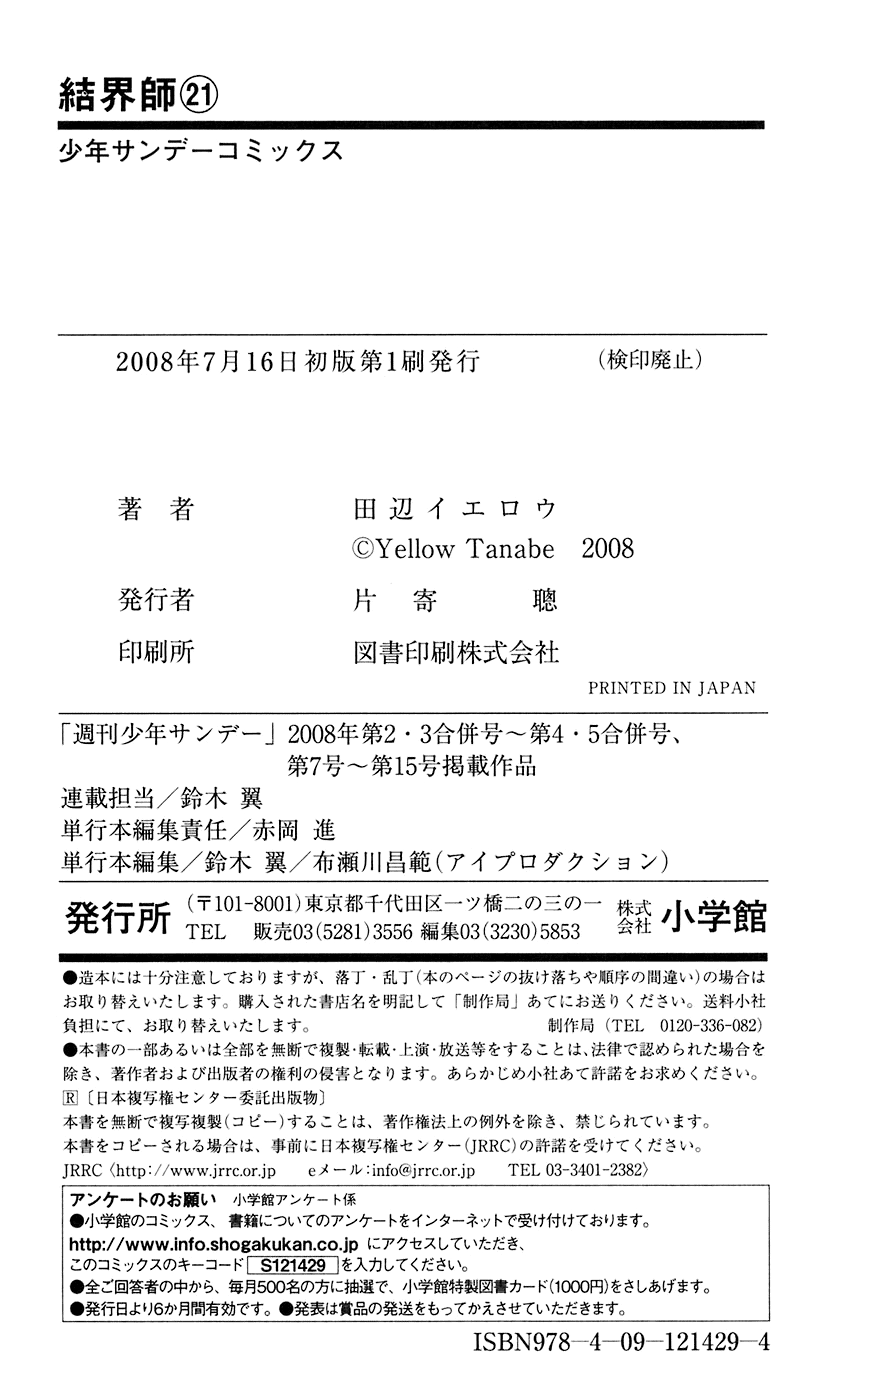 結界師㉑
少年サンデーコミックス
2008年7月16日初版第1刷発行　（検印廃止）
著　者　田辺イエロウ
©Yellow Tanabe　2008
発行者　片　寄　聰
印刷所　図書印刷株式会社
PRINTED IN JAPAN
「週刊少年サンデー」2008年第2・3合併号～第4・5合併号、
第7号～第15号掲載作品
連載担当／鈴木 翼
単行本編集責任／赤岡 進
単行本編集／鈴木 翼／布瀬川昌範（アイプロダクション）
発行所　（〒101-8001）東京都千代田区一ツ橋二の三の一　株式会社 小学館
TEL　販売03(5281)3556 編集03(3230)5853
●造本には十分注意しておりますが、落丁・乱丁（本のページの抜け落ちや順序の間違い）の場合は
お取り替えいたします。購入された書店名を明記して「制作局」あてにお送りください。送料小社
負担にて、お取り替えいたします。　制作局（TEL　0120-336-082）
●本書の一部あるいは全部を無断で複製・転載・上演・放送等をすることは、法律で認められた場合を
除き、著作者および出版者の権利の侵害となります。あらかじめ小社あて許諾をお求めください。
🅁〔日本複写権センター委託出版物〕
本書を無断で複写複製（コピー）することは、著作権法上の例外を除き、禁じられています。
本書をコピーされる場合は、事前に日本複写権センター（JRRC）の許諾を受けてください。
JRRC〈http://www.jrrc.or.jp　eメール：info@jrrc.or.jp　TEL 03-3401-2382〉
アンケートのお願い　小学館アンケート係
●小学館のコミックス、書籍についてのアンケートをインターネットで受け付けております。
http://www.info.shogakukan.co.jp にアクセスしていただき、
このコミックスのキーコード S121429 を入力してください。
●全ご回答者の中から、毎月500名の方に抽選で、小学館特製図書カード（1000円）をさしあげます。
●発行日より6か月間有効です。●発表は賞品の発送をもってかえさせていただきます。
ISBN978-4-09-121429-4